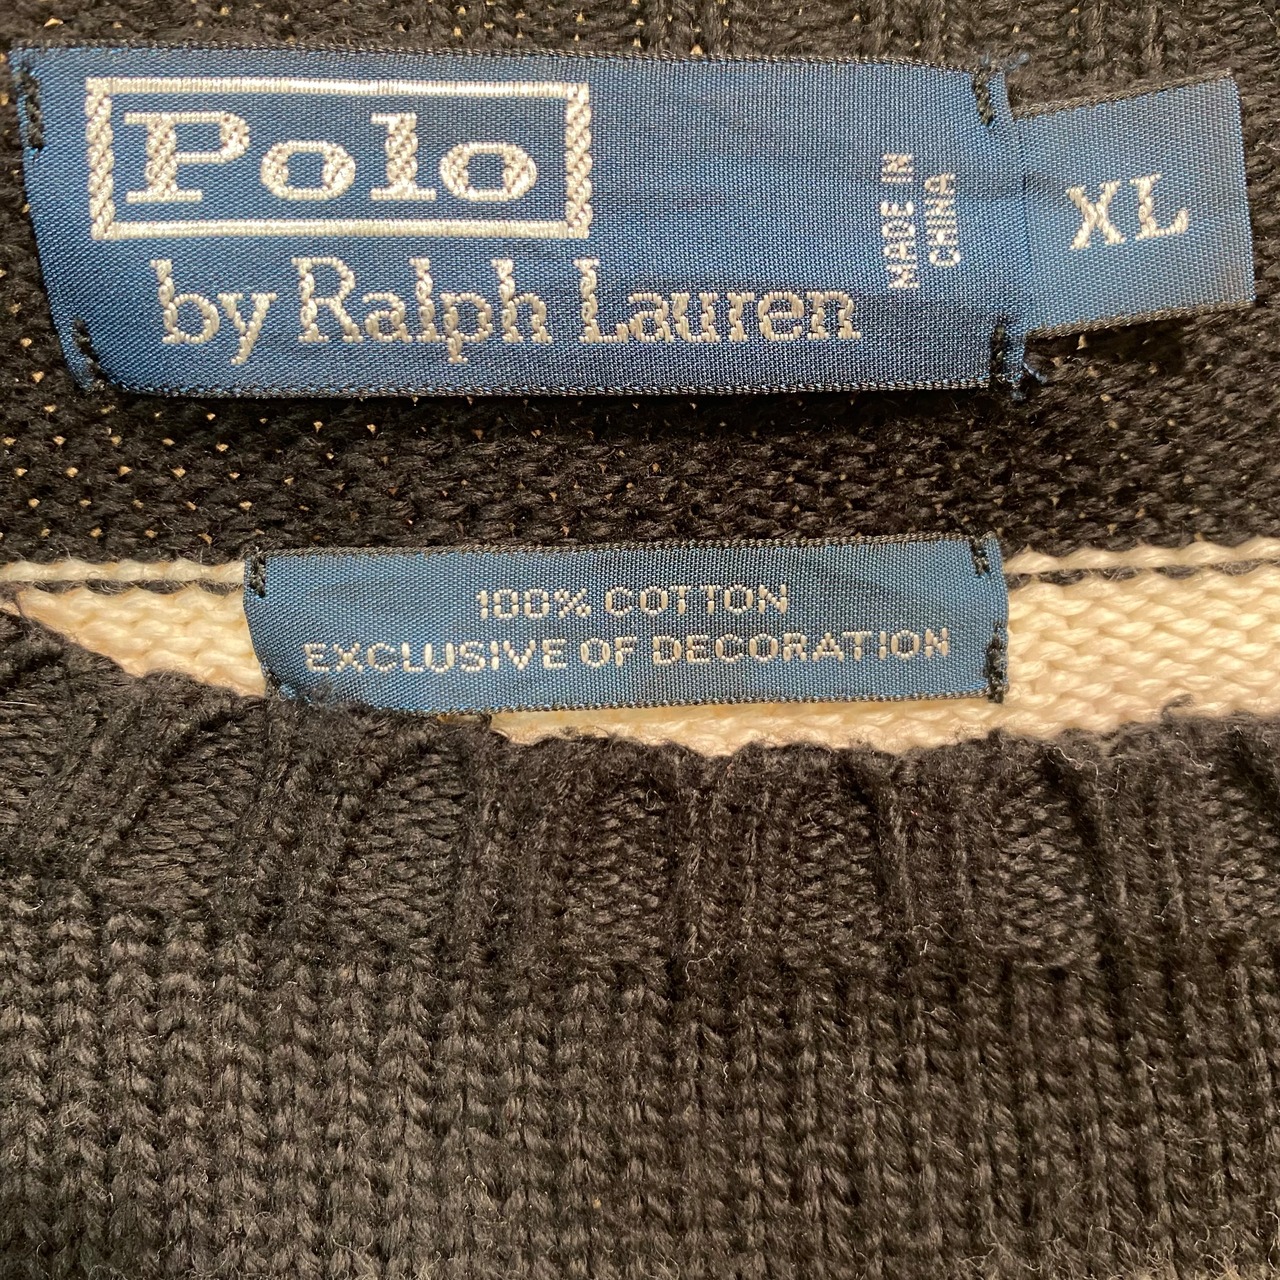 Polo
by Ralph Lauren
MADE IN
CHINA
XL
100% COTTON
EXCLUSIVE OF DECORATION